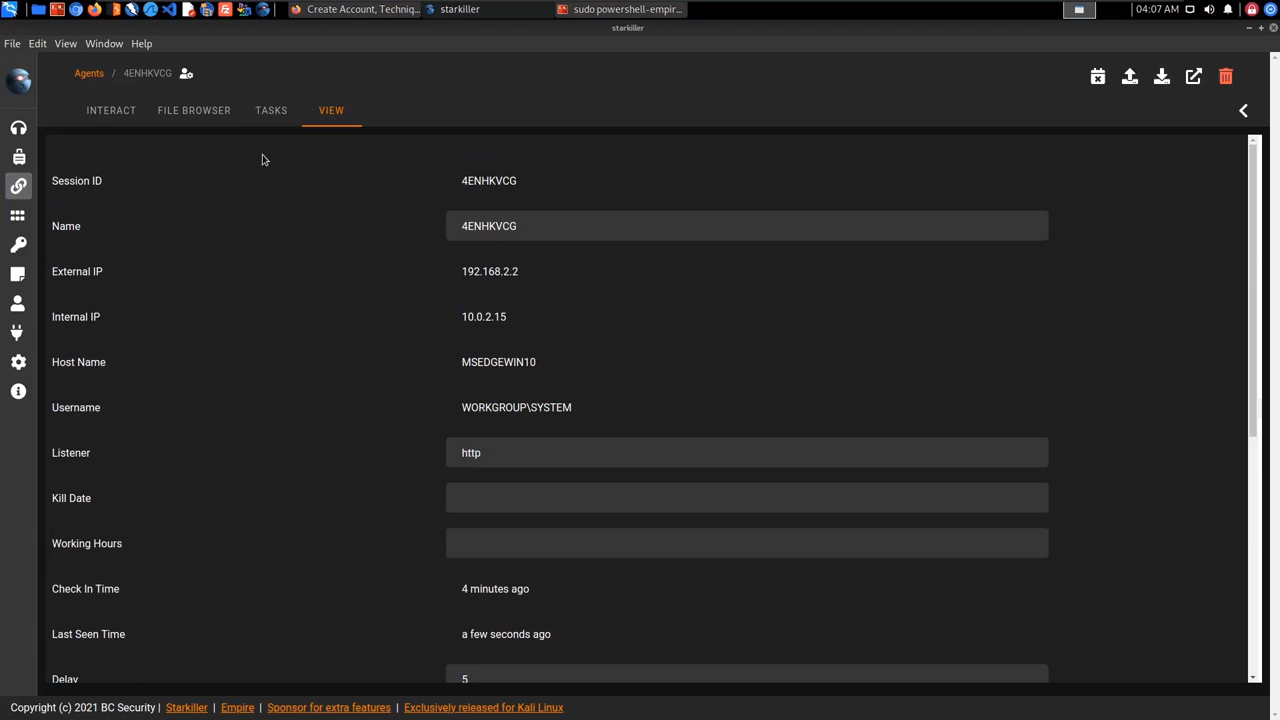 Create Account, Techniq...
starkiller
sudo powershell-empir...
04:07 AM
starkiller
File Edit View Window Help
Agents / 4ENHKVCG
INTERACT FILE BROWSER TASKS VIEW
Session ID 4ENHKVCG
Name 4ENHKVCG
External IP 192.168.2.2
Internal IP 10.0.2.15
Host Name MSEDGEWIN10
Username WORKGROUP\SYSTEM
Listener http
Kill Date
Working Hours
Check In Time 4 minutes ago
Last Seen Time a few seconds ago
Delay 5
Copyright (c) 2021 BC Security | Starkiller | Empire | Sponsor for extra features | Exclusively released for Kali Linux